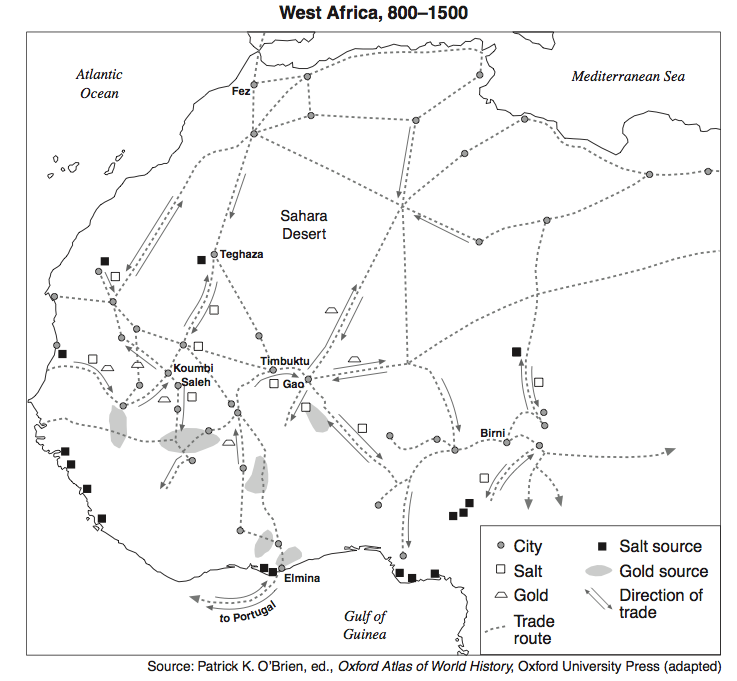 West Africa, 800–1500
Atlantic
Ocean
Mediterranean Sea
Fez
Sahara
Desert
Teghaza
Timbuktu
Koumbi
Saleh
Gao
Birni
Elmina
to Portugal
Gulf of
Guinea
City
Salt source
Salt
Gold source
Gold
Direction of
trade
Trade
route
Source: Patrick K. O’Brien, ed., Oxford Atlas of World History, Oxford University Press (adapted)